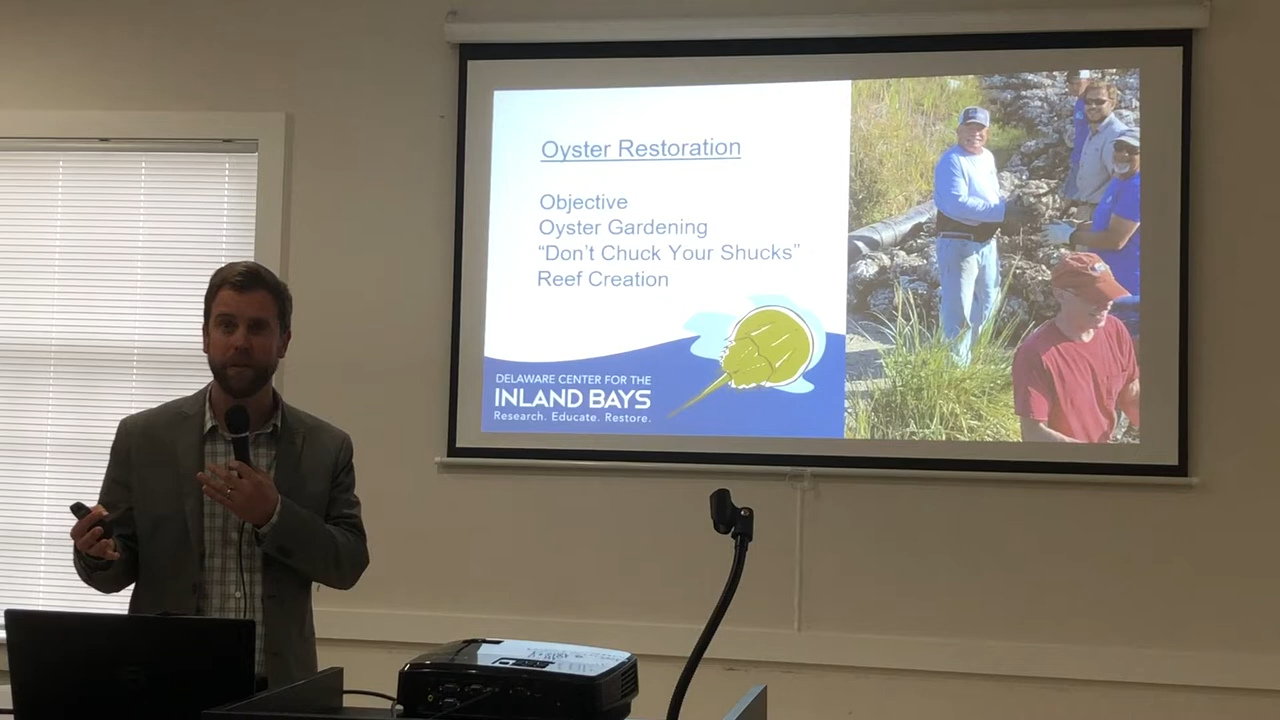 Oyster Restoration
Objective
Oyster Gardening
“Don’t Chuck Your Shucks”
Reef Creation
DELAWARE CENTER FOR THE
INLAND BAYS
Research. Educate. Restore.